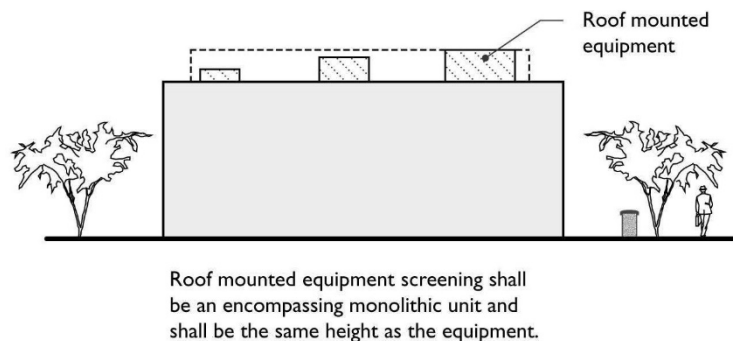 Roof mounted
equipment
Roof mounted equipment screening shall
be an encompassing monolithic unit and
shall be the same height as the equipment.